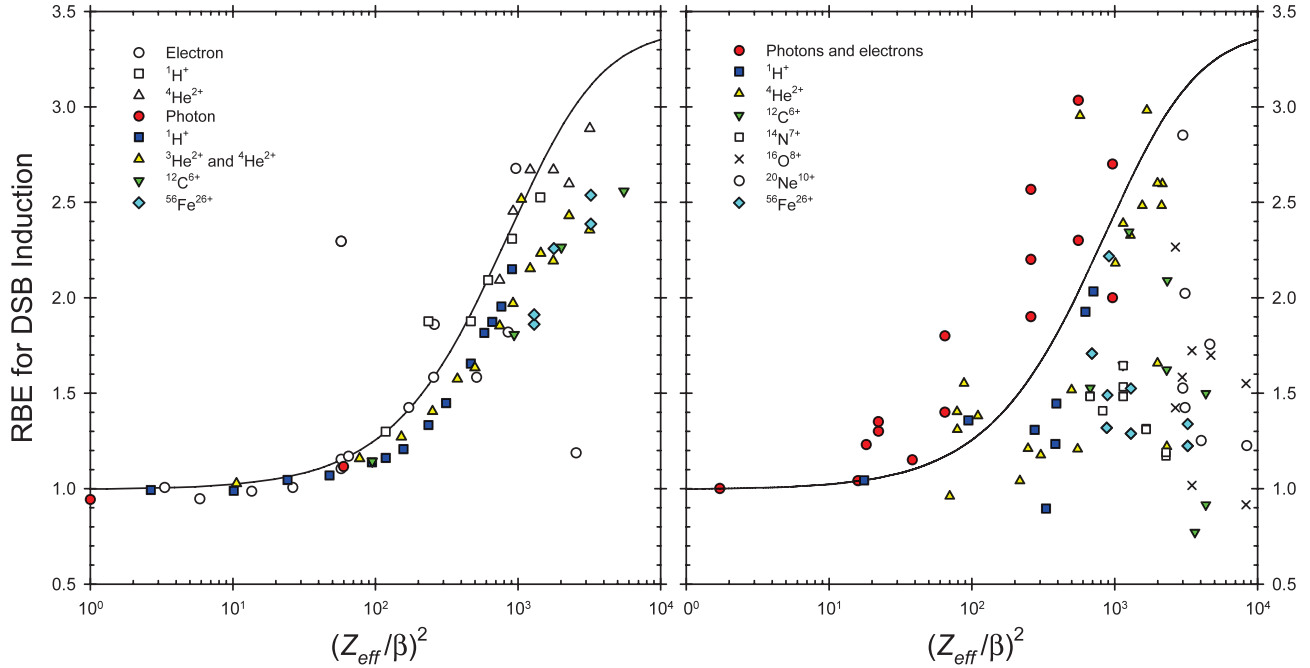 RBE for DSB Induction
3.5
3.0
2.5
2.0
1.5
1.0
0.5
Electron
¹H⁺
⁴He²⁺
Photon
¹H⁺
³He²⁺ and ⁴He²⁺
¹²C⁶⁺
⁵⁶Fe²⁶⁺
10⁰ 10¹ 10² 10³ 10⁴
(Z_eff/β)²
Photons and electrons
¹H⁺
⁴He²⁺
¹²C⁶⁺
¹⁴N⁷⁺
¹⁶O⁸⁺
²⁰Ne¹⁰⁺
⁵⁶Fe²⁶⁺
3.5
3.0
2.5
2.0
1.5
1.0
0.5
10⁰ 10¹ 10² 10³ 10⁴
(Z_eff/β)²